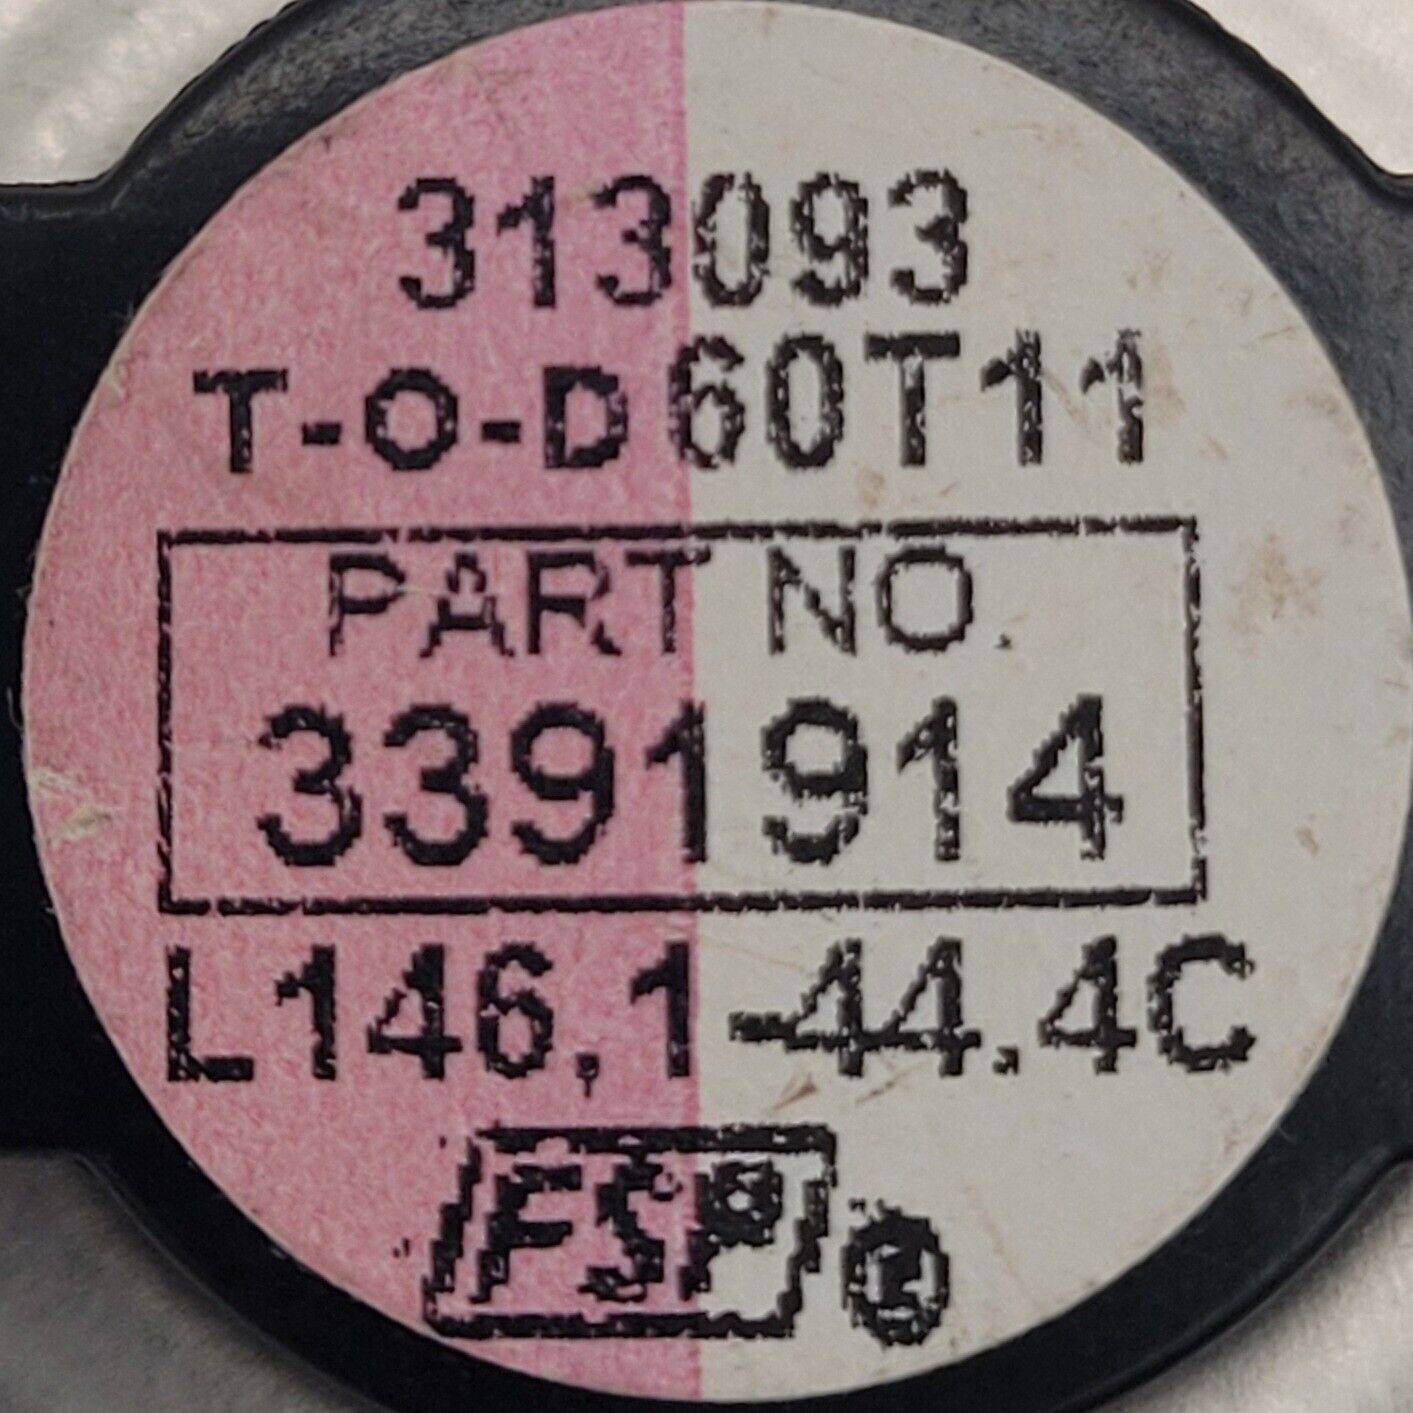 313093
T-O-D 60T11
PART NO.
3391914
L146.1-44.4C
FSP ®